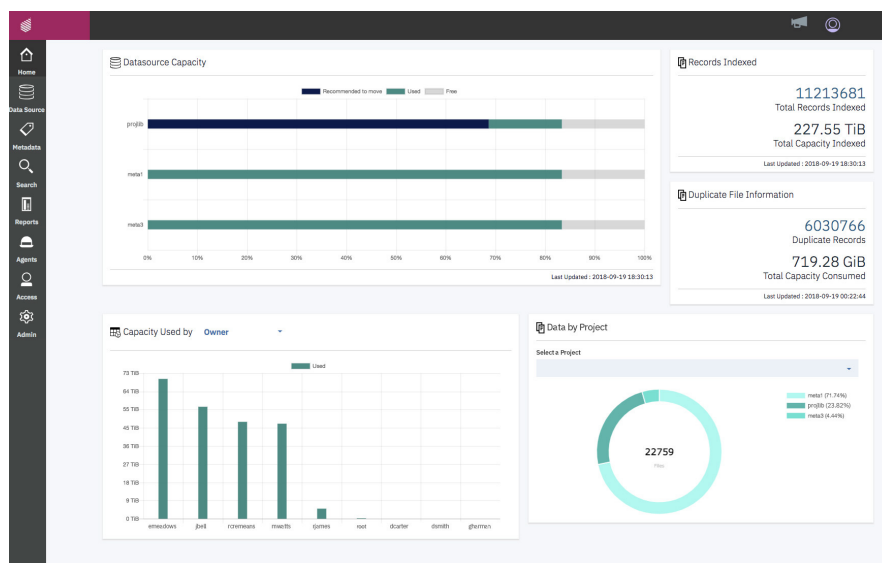 Home
Data Source
Metadata
Search
Reports
Agents
Access
Admin
Datasource Capacity
Recommended to move Used Free
projlib
meta1
meta3
0% 10% 20% 30% 40% 50% 60% 70% 80% 90% 100%
Last Updated : 2018-09-19 18:30:13
Records Indexed
11213681
Total Records Indexed
227.55 TiB
Total Capacity Indexed
Last Updated : 2018-09-19 18:30:13
Duplicate File Information
6030766
Duplicate Records
719.28 GiB
Total Capacity Consumed
Last Updated : 2018-09-19 00:22:44
Capacity Used by Owner
Used
73 TiB
64 TiB
55 TiB
45 TiB
36 TiB
27 TiB
18 TiB
9 TiB
0 TiB
emeadows jbell rcremeans mwatts rjames root dcarter dsmith gharmon
Data by Project
Select a Project
meta1 (71.74%)
projlib (23.82%)
meta3 (4.44%)
22759
Files